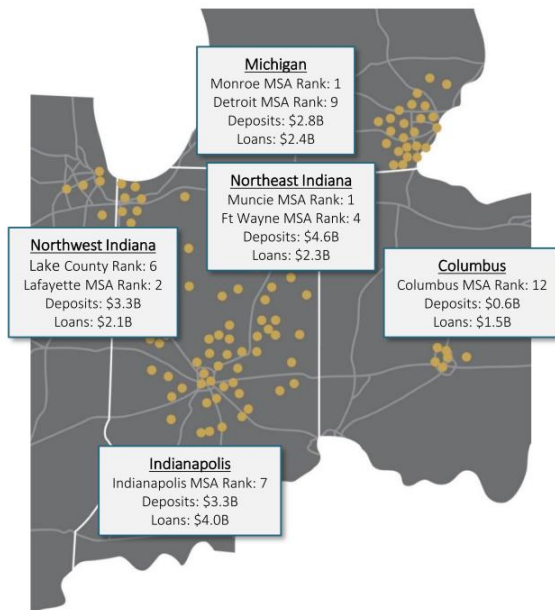 Michigan
Monroe MSA Rank: 1
Detroit MSA Rank: 9
Deposits: $2.8B
Loans: $2.4B
Northeast Indiana
Muncie MSA Rank: 1
Ft Wayne MSA Rank: 4
Deposits: $4.6B
Loans: $2.3B
Northwest Indiana
Lake County Rank: 6
Lafayette MSA Rank: 2
Deposits: $3.3B
Loans: $2.1B
Columbus
Columbus MSA Rank: 12
Deposits: $0.6B
Loans: $1.5B
Indianapolis
Indianapolis MSA Rank: 7
Deposits: $3.3B
Loans: $4.0B